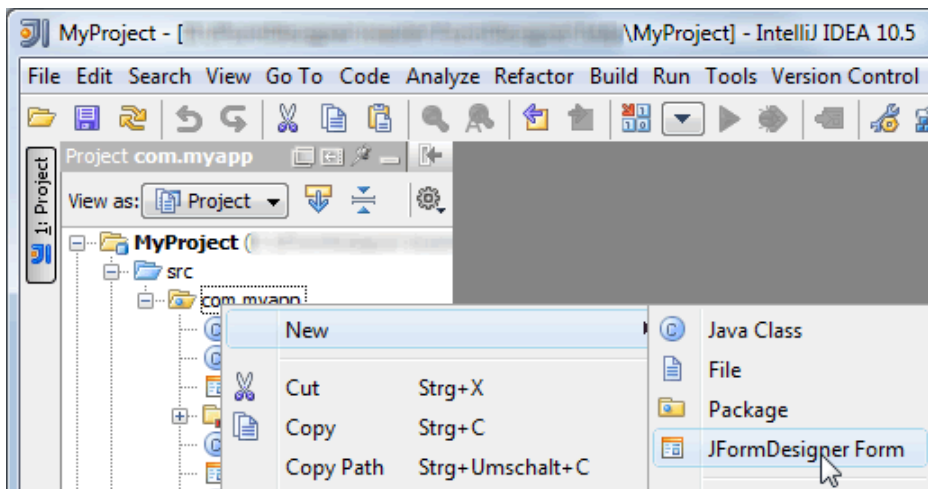 MyProject - [ \MyProject] - IntelliJ IDEA 10.5
File Edit Search View Go To Code Analyze Refactor Build Run Tools Version Control
Project com.myapp
1: Project
View as: Project
MyProject (
src
com.myapp
New
Java Class
File
Cut Strg+X
Package
Copy Strg+C
JFormDesigner Form
Copy Path Strg+Umschalt+C